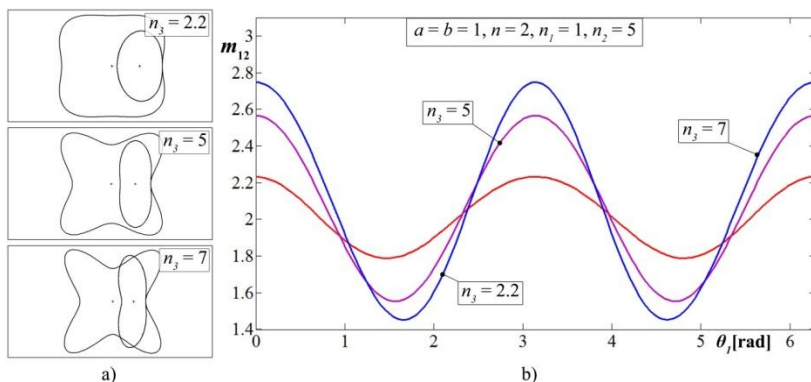 n₃ = 2.2
n₃ = 5
n₃ = 7
a)
m₁₂
a = b = 1, n = 2, n₁ = 1, n₂ = 5
3
2.8
2.6
2.4
2.2
2
1.8
1.6
1.4
n₃ = 5
n₃ = 7
n₃ = 2.2
0 1 2 3 4 5 θ₁[rad] 6
b)